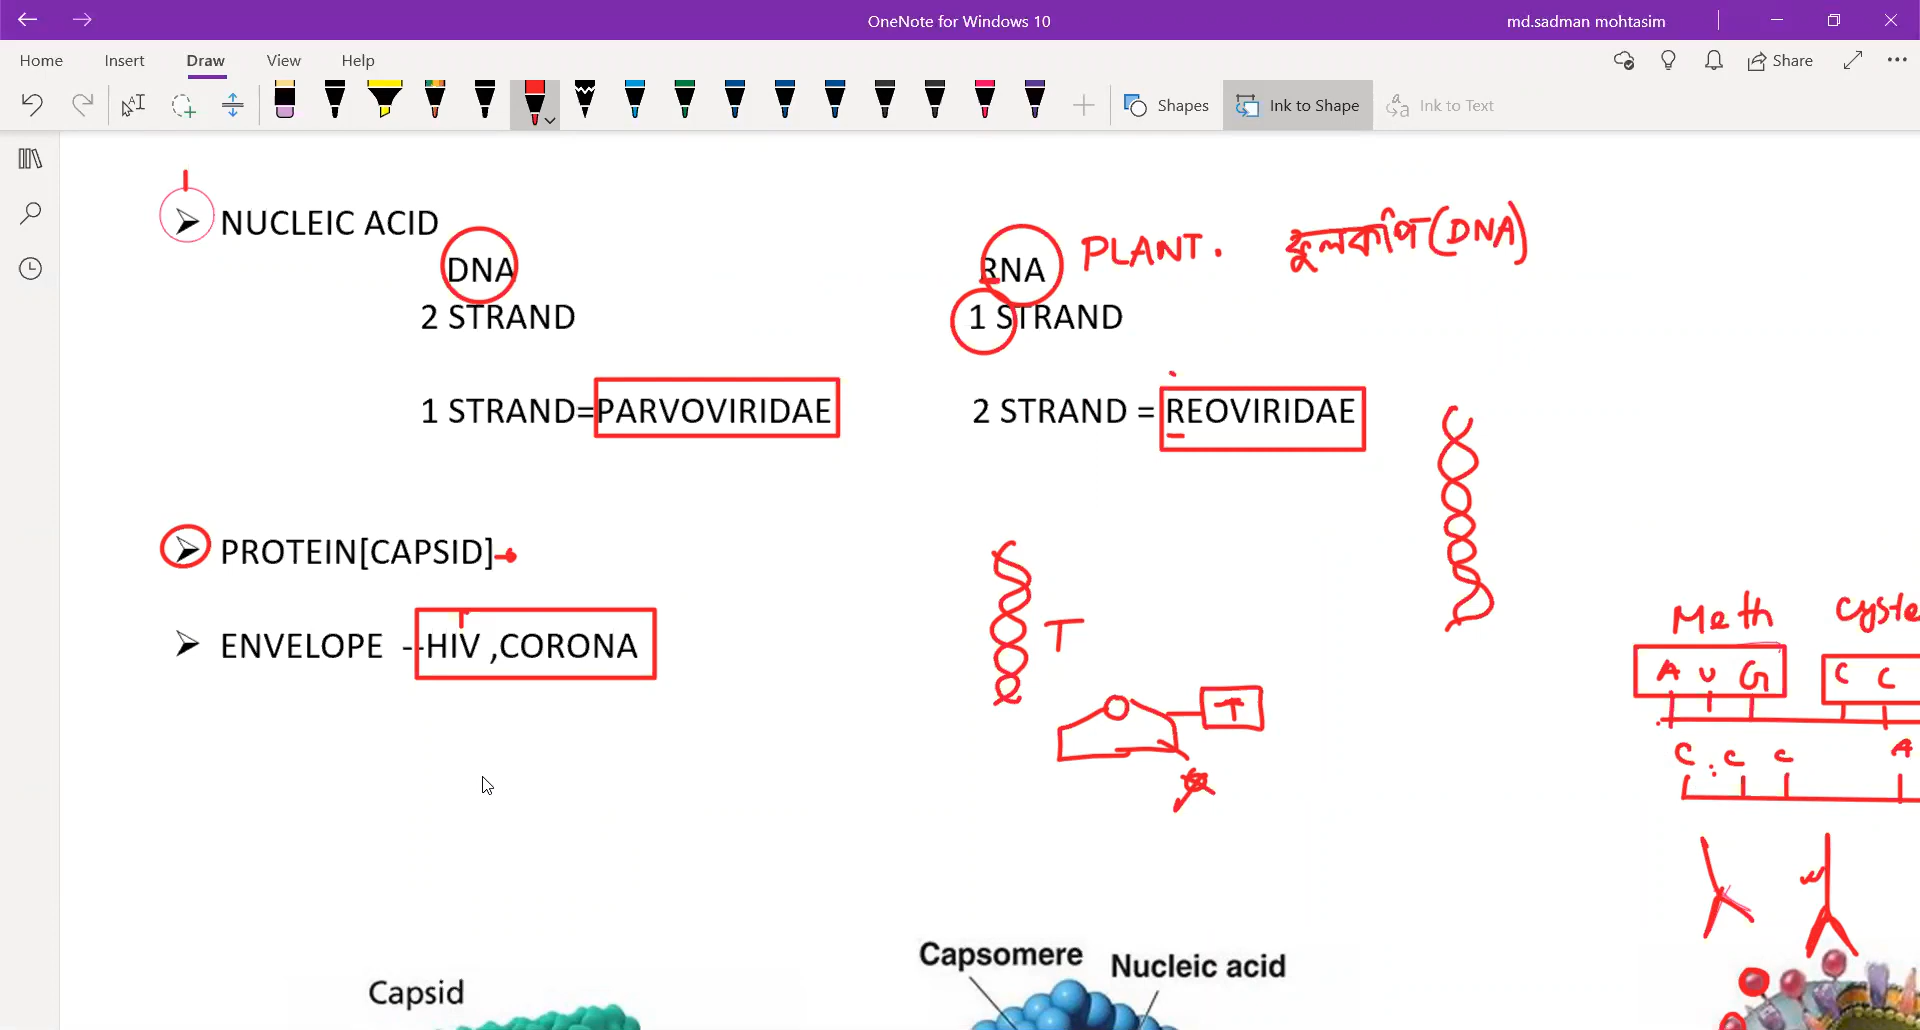 OneNote for Windows 10
md.sadman mohtasim
Home Insert Draw View Help
Share
Shapes Ink to Shape Ink to Text
NUCLEIC ACID
DNA
RNA PLANT. ফুলকপি (DNA)
2 STRAND
1 STRAND
1 STRAND=PARVOVIRIDAE
2 STRAND = REOVIRIDAE
PROTEIN[CAPSID]
T
ENVELOPE --HIV ,CORONA
T
Meth Cyste
A U G C C
C C C A
Capsomere
Nucleic acid
Capsid